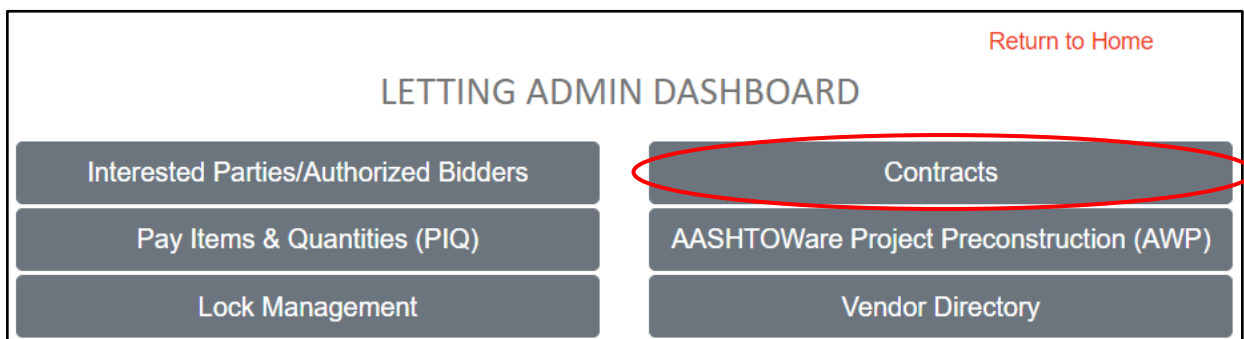 Return to Home
LETTING ADMIN DASHBOARD
Interested Parties/Authorized Bidders
Contracts
Pay Items & Quantities (PIQ)
AASHTOWare Project Preconstruction (AWP)
Lock Management
Vendor Directory